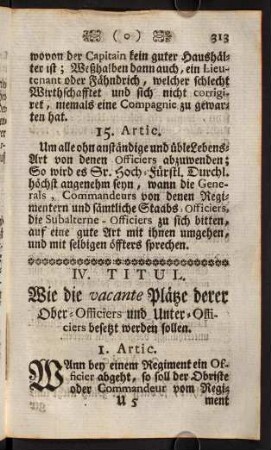 ( o ) 313
wovon der Capitain kein guter Haushäl-
ter ist; Weßhalben dann auch, ein Lieu-
tenant oder Fähndrich, welcher schlecht
Wirthschafftet und sich nicht corrigi-
ret, niemals eine Compagnie zu gewar-
ten hat.
15. Artic.
Um alle ohnanständige und üble Lebens-
Art von denen Officiers abzuwenden;
So wird es Sr. Hoch-Fürstl. Durchl.
höchst angenehm seyn, wann die Gene-
rals, Commandeurs von denen Regi-
mentern und sämtliche Staabs-Officiers,
die Subalterne-Officiers zu sich bitten,
auf eine gute Art mit ihnen umgehen,
und mit selbigen öffters sprechen.
IV. TITUL.
Wie die vacante Plätze derer
Ober-Officiers und Unter-Offi-
ciers besetzt werden sollen.
1. Artic.
Wann bey einem Regiment ein Of-
ficier abgeht, so soll der Obriste
oder Commandeur vom Regi-
U 5 ment